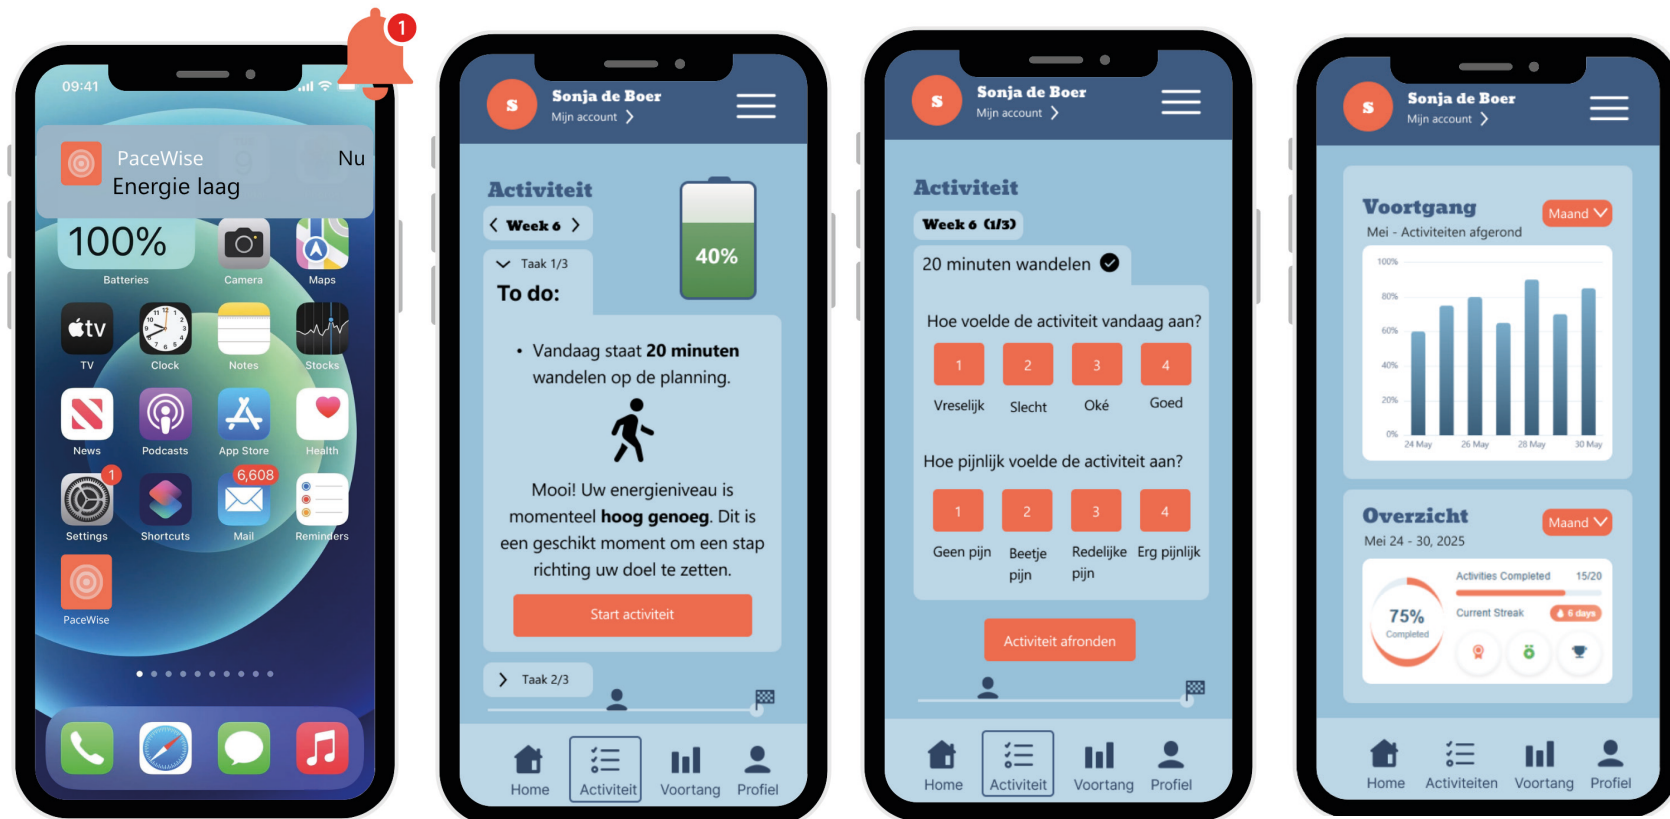 1
09:41
PaceWise
Nu
Energie laag
100%
Batteries
Camera
Maps
tv
TV
Clock
Notes
Stocks
News
Podcasts
App Store
Health
1
6,608
Settings
Shortcuts
Mail
Reminders
PaceWise
S
Sonja de Boer
Mijn account >
Activiteit
< Week 6 >
Taak 1/3
To do:
40%
• Vandaag staat 20 minuten
wandelen op de planning.
Mooi! Uw energieniveau is
momenteel hoog genoeg. Dit is
een geschikt moment om een stap
richting uw doel te zetten.
Start activiteit
> Taak 2/3
Home
Activiteit
Voortang
Profiel
S
Sonja de Boer
Mijn account >
Activiteit
Week 6 (1/3)
20 minuten wandelen
Hoe voelde de activiteit vandaag aan?
1 2 3 4
Vreselijk Slecht Oké Goed
Hoe pijnlijk voelde de activiteit aan?
1 2 3 4
Geen pijn Beetje Redelijke Erg pijnlijk
pijn pijn
Activiteit afronden
Home
Activiteit
Voortang
Profiel
S
Sonja de Boer
Mijn account >
Voortgang
Maand
Mei - Activiteiten afgerond
100%
80%
60%
40%
20%
0%
24 May 26 May 28 May 30 May
Overzicht
Maand
Mei 24 - 30, 2025
75%
Completed
Activities Completed 15/20
Current Streak 6 days
Home
Activiteiten
Voortang
Profiel